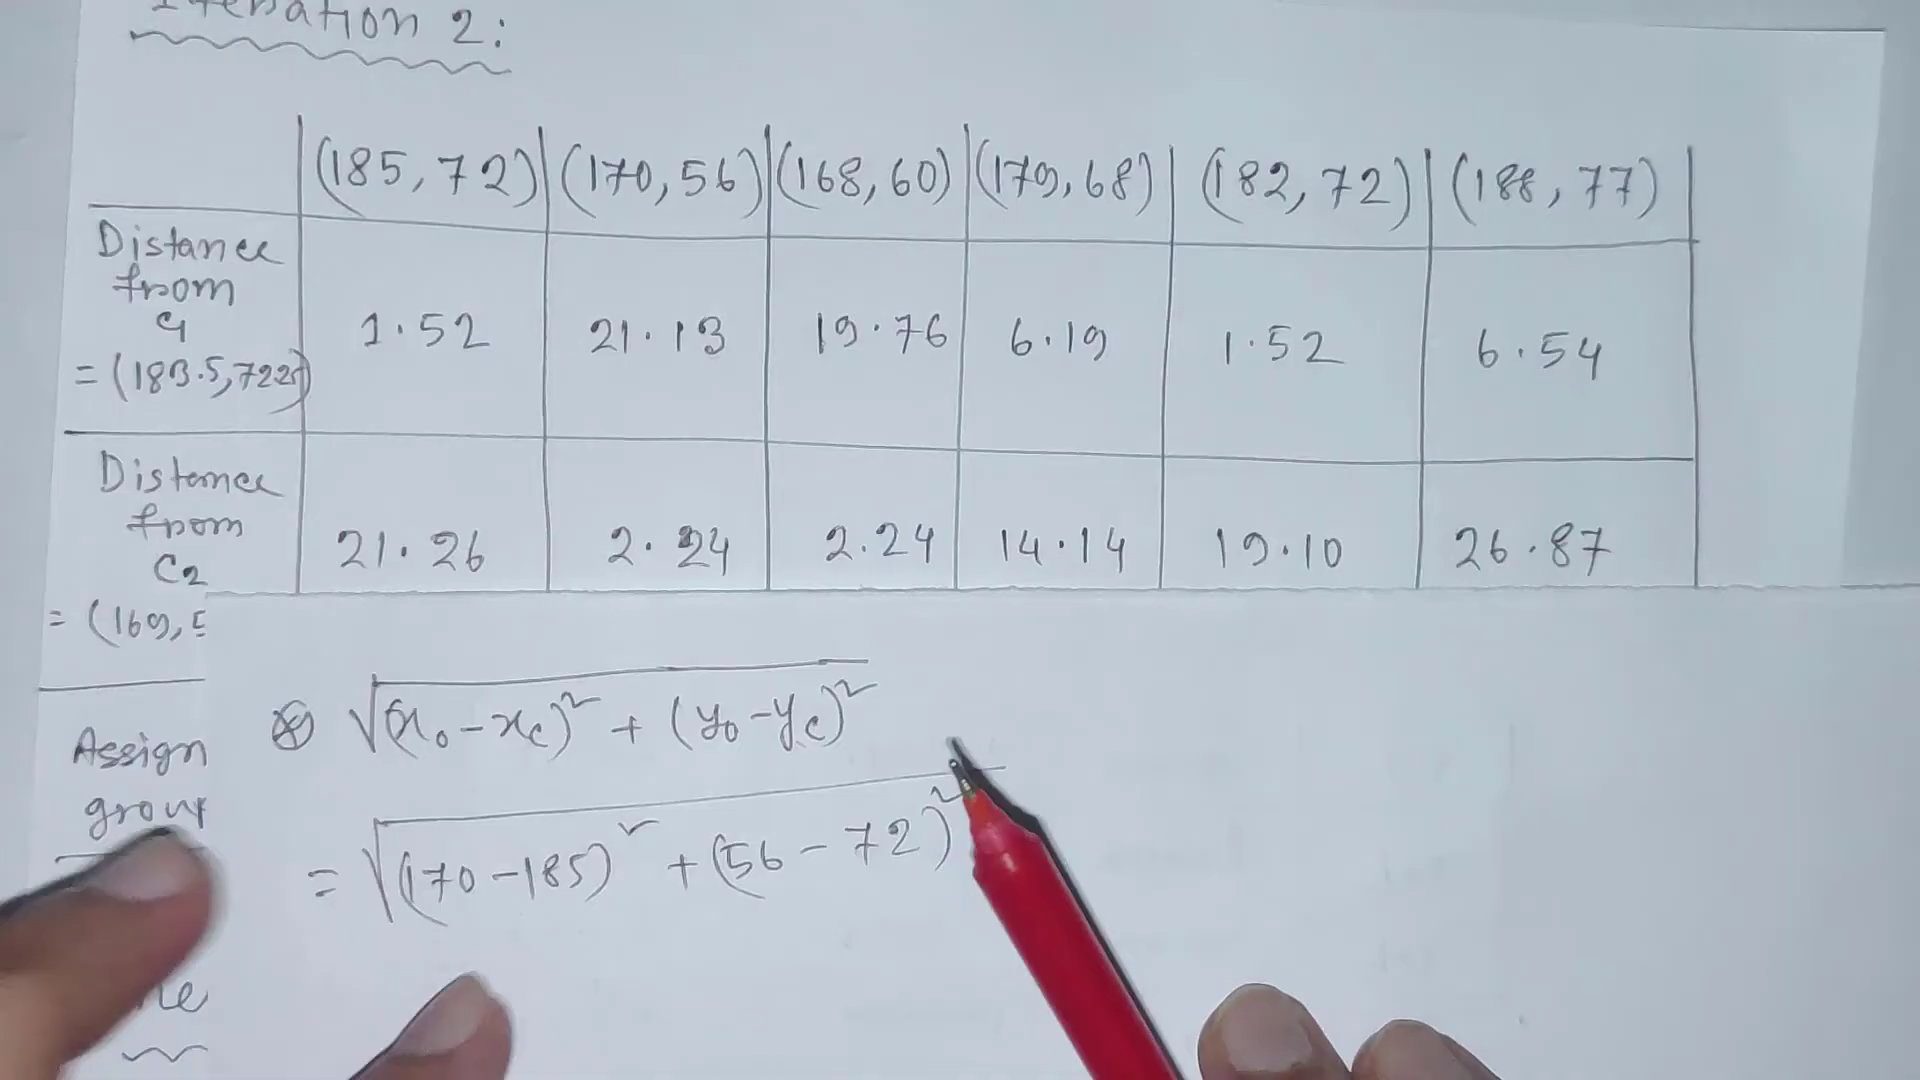 Iteration 2:
(185,72) (170,56) (168,60) (179,68) (182,72) (188,77)
Distance
from
C1
= (183.5,72.25)
1.52 21.13 19.76 6.19 1.52 6.54
Distance
from
C2
21.26 2.24 2.24 14.14 19.10 26.87
= (169,5
√(x₀-x_c)² + (y₀-y_c)²
Assign
group
= √(170-185)² + (56-72)²